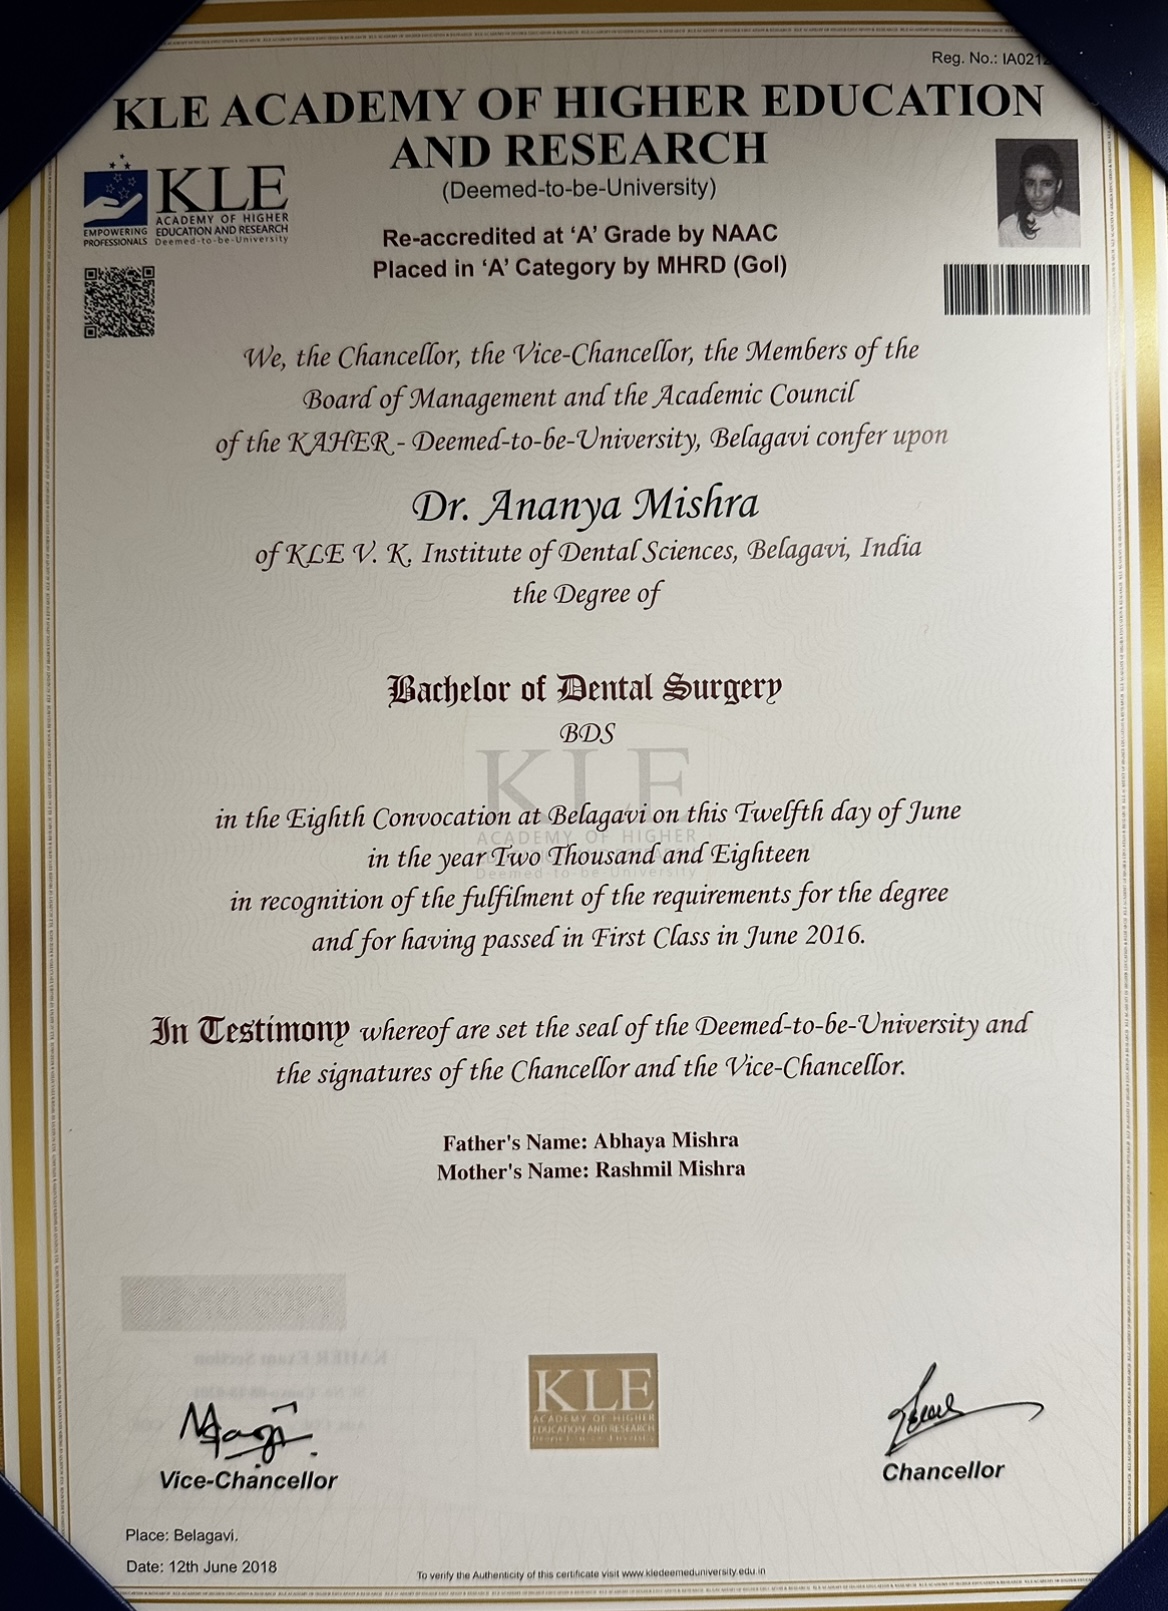 Reg. No.: IA0212
KLE ACADEMY OF HIGHER EDUCATION
AND RESEARCH
(Deemed-to-be-University)
KLE
ACADEMY OF HIGHER
EDUCATION AND RESEARCH
Deemed-to-be-University
EMPOWERING
PROFESSIONALS
Re-accredited at ‘A’ Grade by NAAC
Placed in ‘A’ Category by MHRD (GoI)
We, the Chancellor, the Vice-Chancellor, the Members of the
Board of Management and the Academic Council
of the KAHER - Deemed-to-be-University, Belagavi confer upon
Dr. Ananya Mishra
of KLE V. K. Institute of Dental Sciences, Belagavi, India
the Degree of
Bachelor of Dental Surgery
BDS
KLE
ACADEMY OF HIGHER
Deemed-to-be University
in the Eighth Convocation at Belagavi on this Twelfth day of June
in the year Two Thousand and Eighteen
in recognition of the fulfilment of the requirements for the degree
and for having passed in First Class in June 2016.
In Testimony whereof are set the seal of the Deemed-to-be-University and
the signatures of the Chancellor and the Vice-Chancellor.
Father's Name: Abhaya Mishra
Mother's Name: Rashmil Mishra
KLE
ACADEMY OF HIGHER
EDUCATION AND RESEARCH
Vice-Chancellor
Chancellor
Place: Belagavi.
Date: 12th June 2018
To verify the Authenticity of this certificate visit www.kledeemeduniversity.edu.in